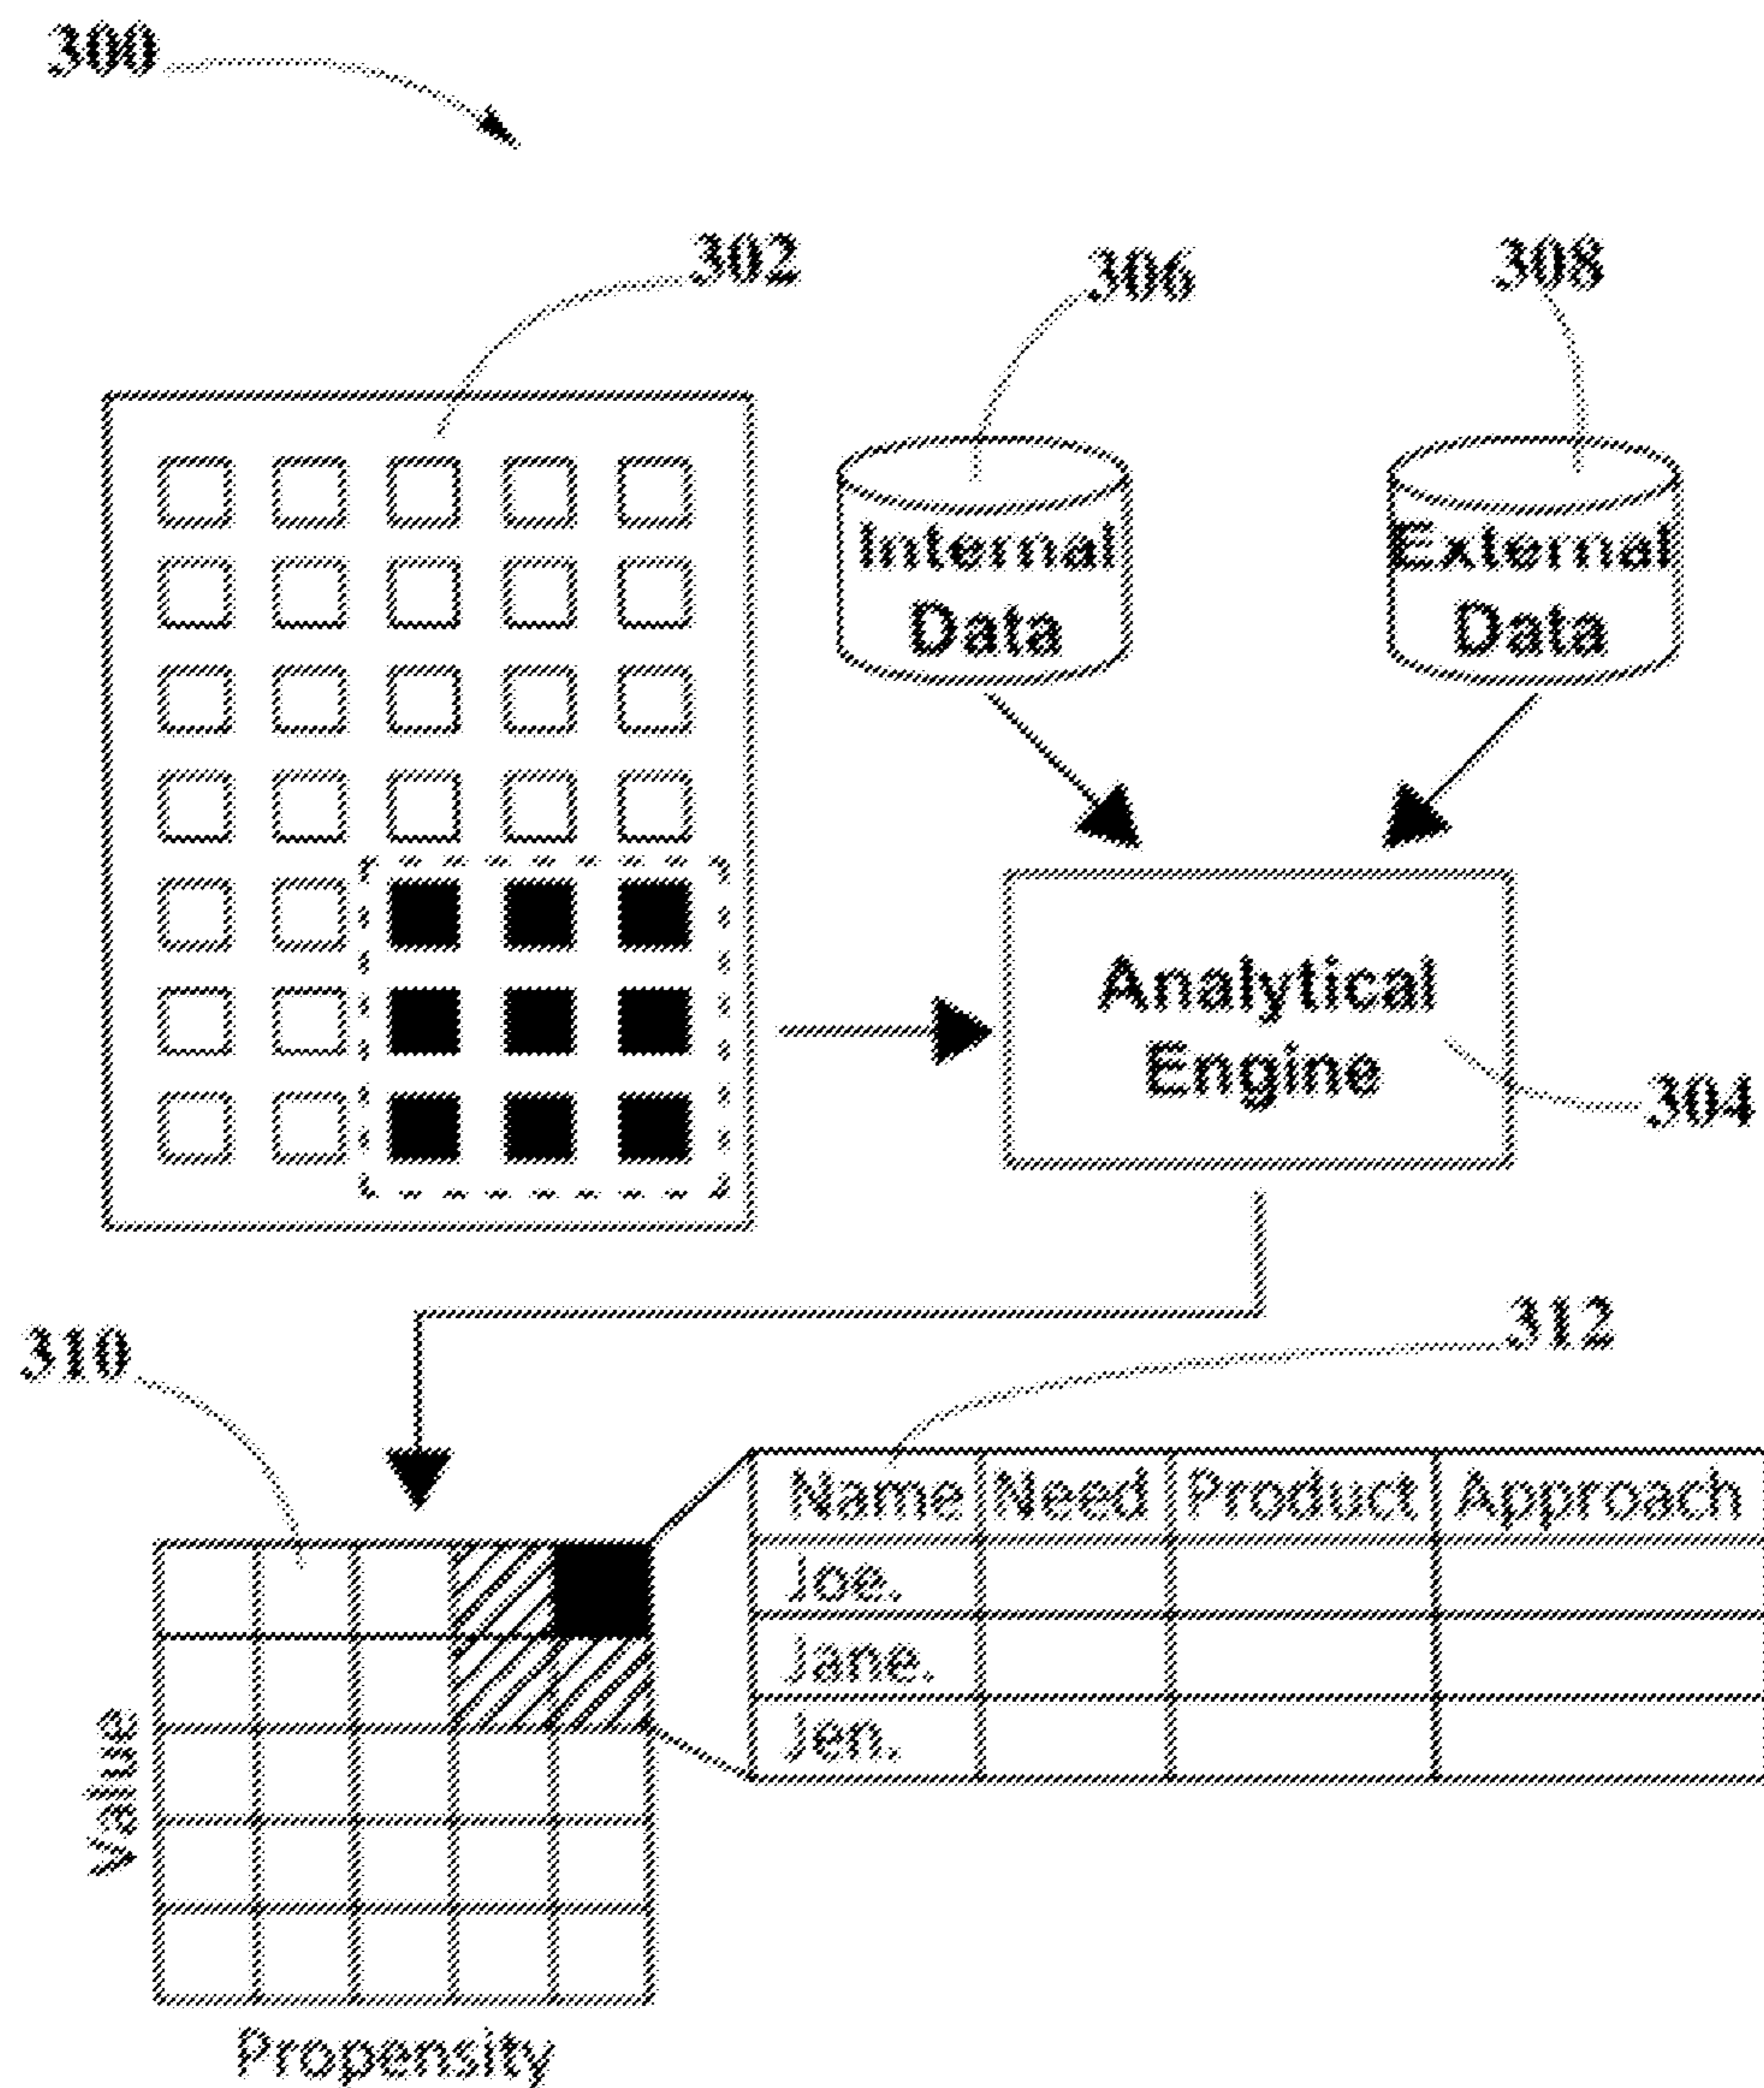 300
302
306
308
Internal
Data
External
Data
Analytical
Engine
304
310
312
Name Need Product Approach
Joe.
Jane.
Jen.
Value
Propensity